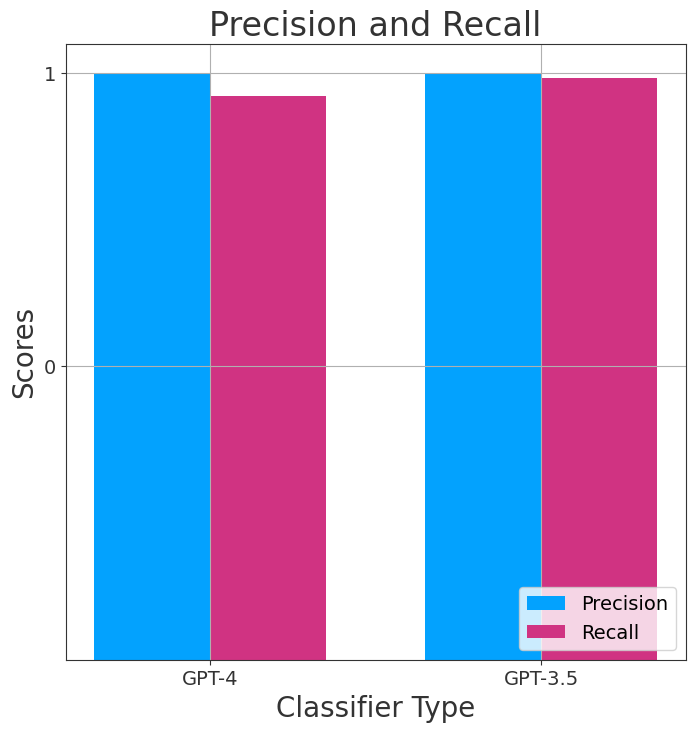 Precision and Recall
1
0
Scores
Precision
Recall
GPT-4
GPT-3.5
Classifier Type